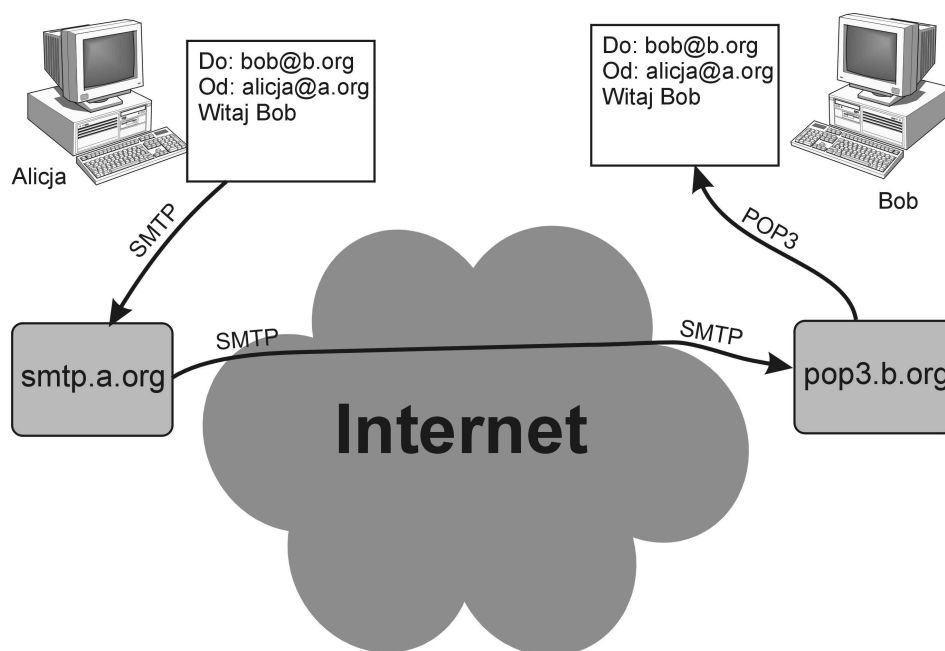 Do: bob@b.org
Od: alicja@a.org
Witaj Bob
Alicja
Do: bob@b.org
Od: alicja@a.org
Witaj Bob
Bob
SMTP
POP3
smtp.a.org
SMTP
SMTP
pop3.b.org
Internet